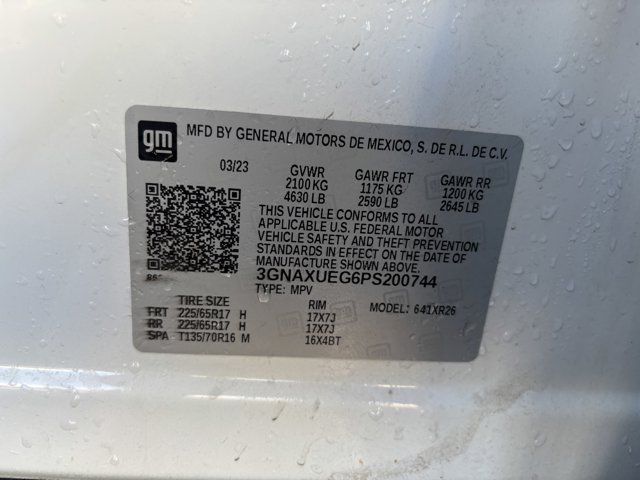 gm
MFD BY GENERAL MOTORS DE MEXICO, S. DE R.L. DE C.V.
03/23 GVWR GAWR FRT GAWR RR
2100 KG 1175 KG 1200 KG
4630 LB 2590 LB 2645 LB
THIS VEHICLE CONFORMS TO ALL
APPLICABLE U.S. FEDERAL MOTOR
VEHICLE SAFETY AND THEFT PREVENTION
STANDARDS IN EFFECT ON THE DATE OF
MANUFACTURE SHOWN ABOVE.
3GNAXUEG6PS200744
TYPE: MPV MODEL: 641XR26
TIRE SIZE RIM
FRT 225/65R17 H 17X7J
RR 225/65R17 H 17X7J
SPA T135/70R16 M 16X4BT